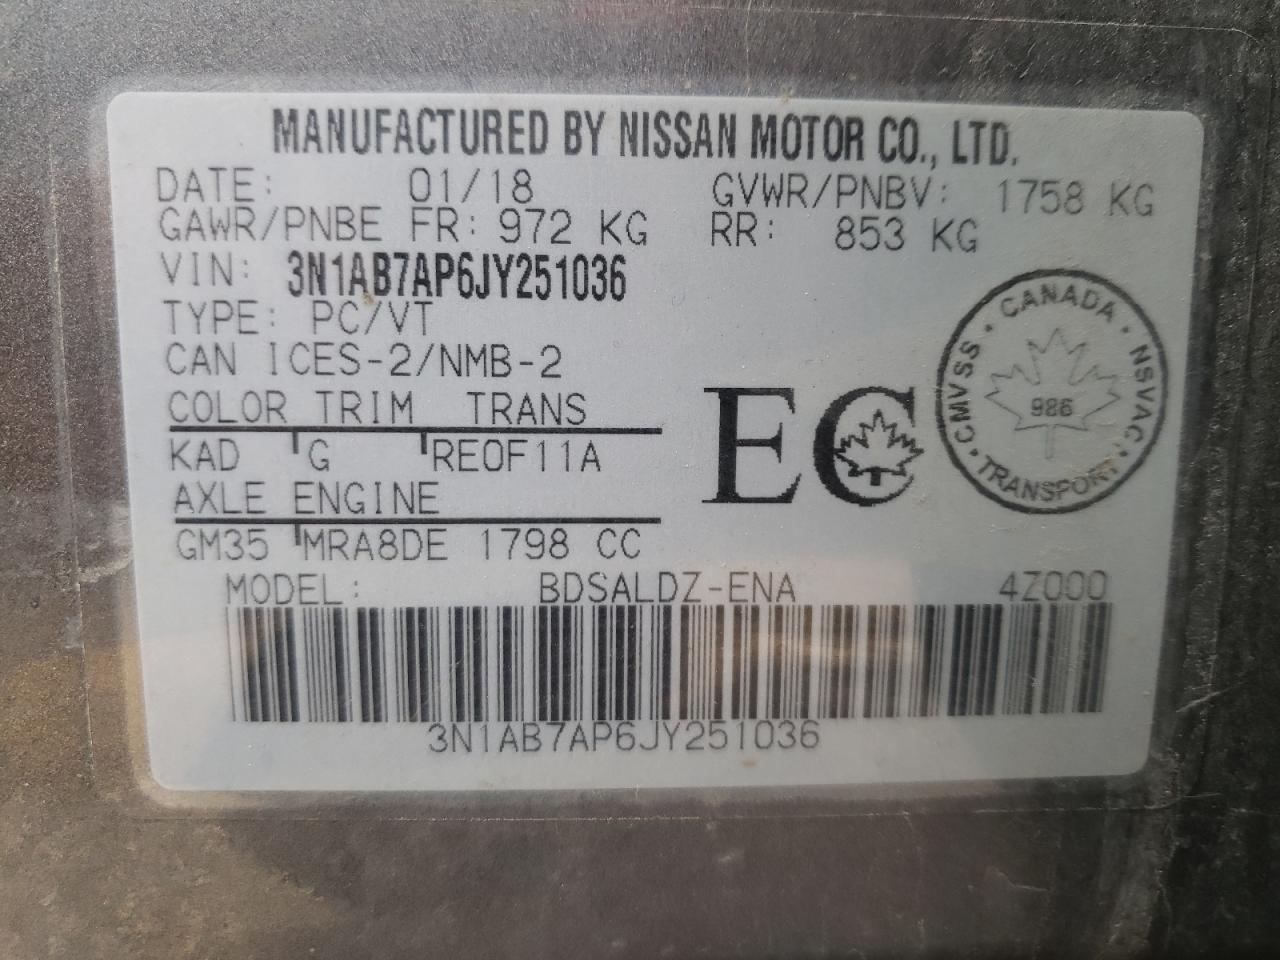 MANUFACTURED BY NISSAN MOTOR CO., LTD.
DATE: 01/18 GVWR/PNBV: 1758 KG
GAWR/PNBE FR: 972 KG RR: 853 KG
VIN: 3N1AB7AP6JY251036
TYPE: PC/VT
CAN ICES-2/NMB-2
COLOR TRIM TRANS
KAD G RE0F11A
AXLE ENGINE
GM35 MRA8DE 1798 CC
EC
CANADA
CMVSS · NSVAC
986
TRANSPORT
MODEL: BDSALDZ-ENA 4Z000
3N1AB7AP6JY251036